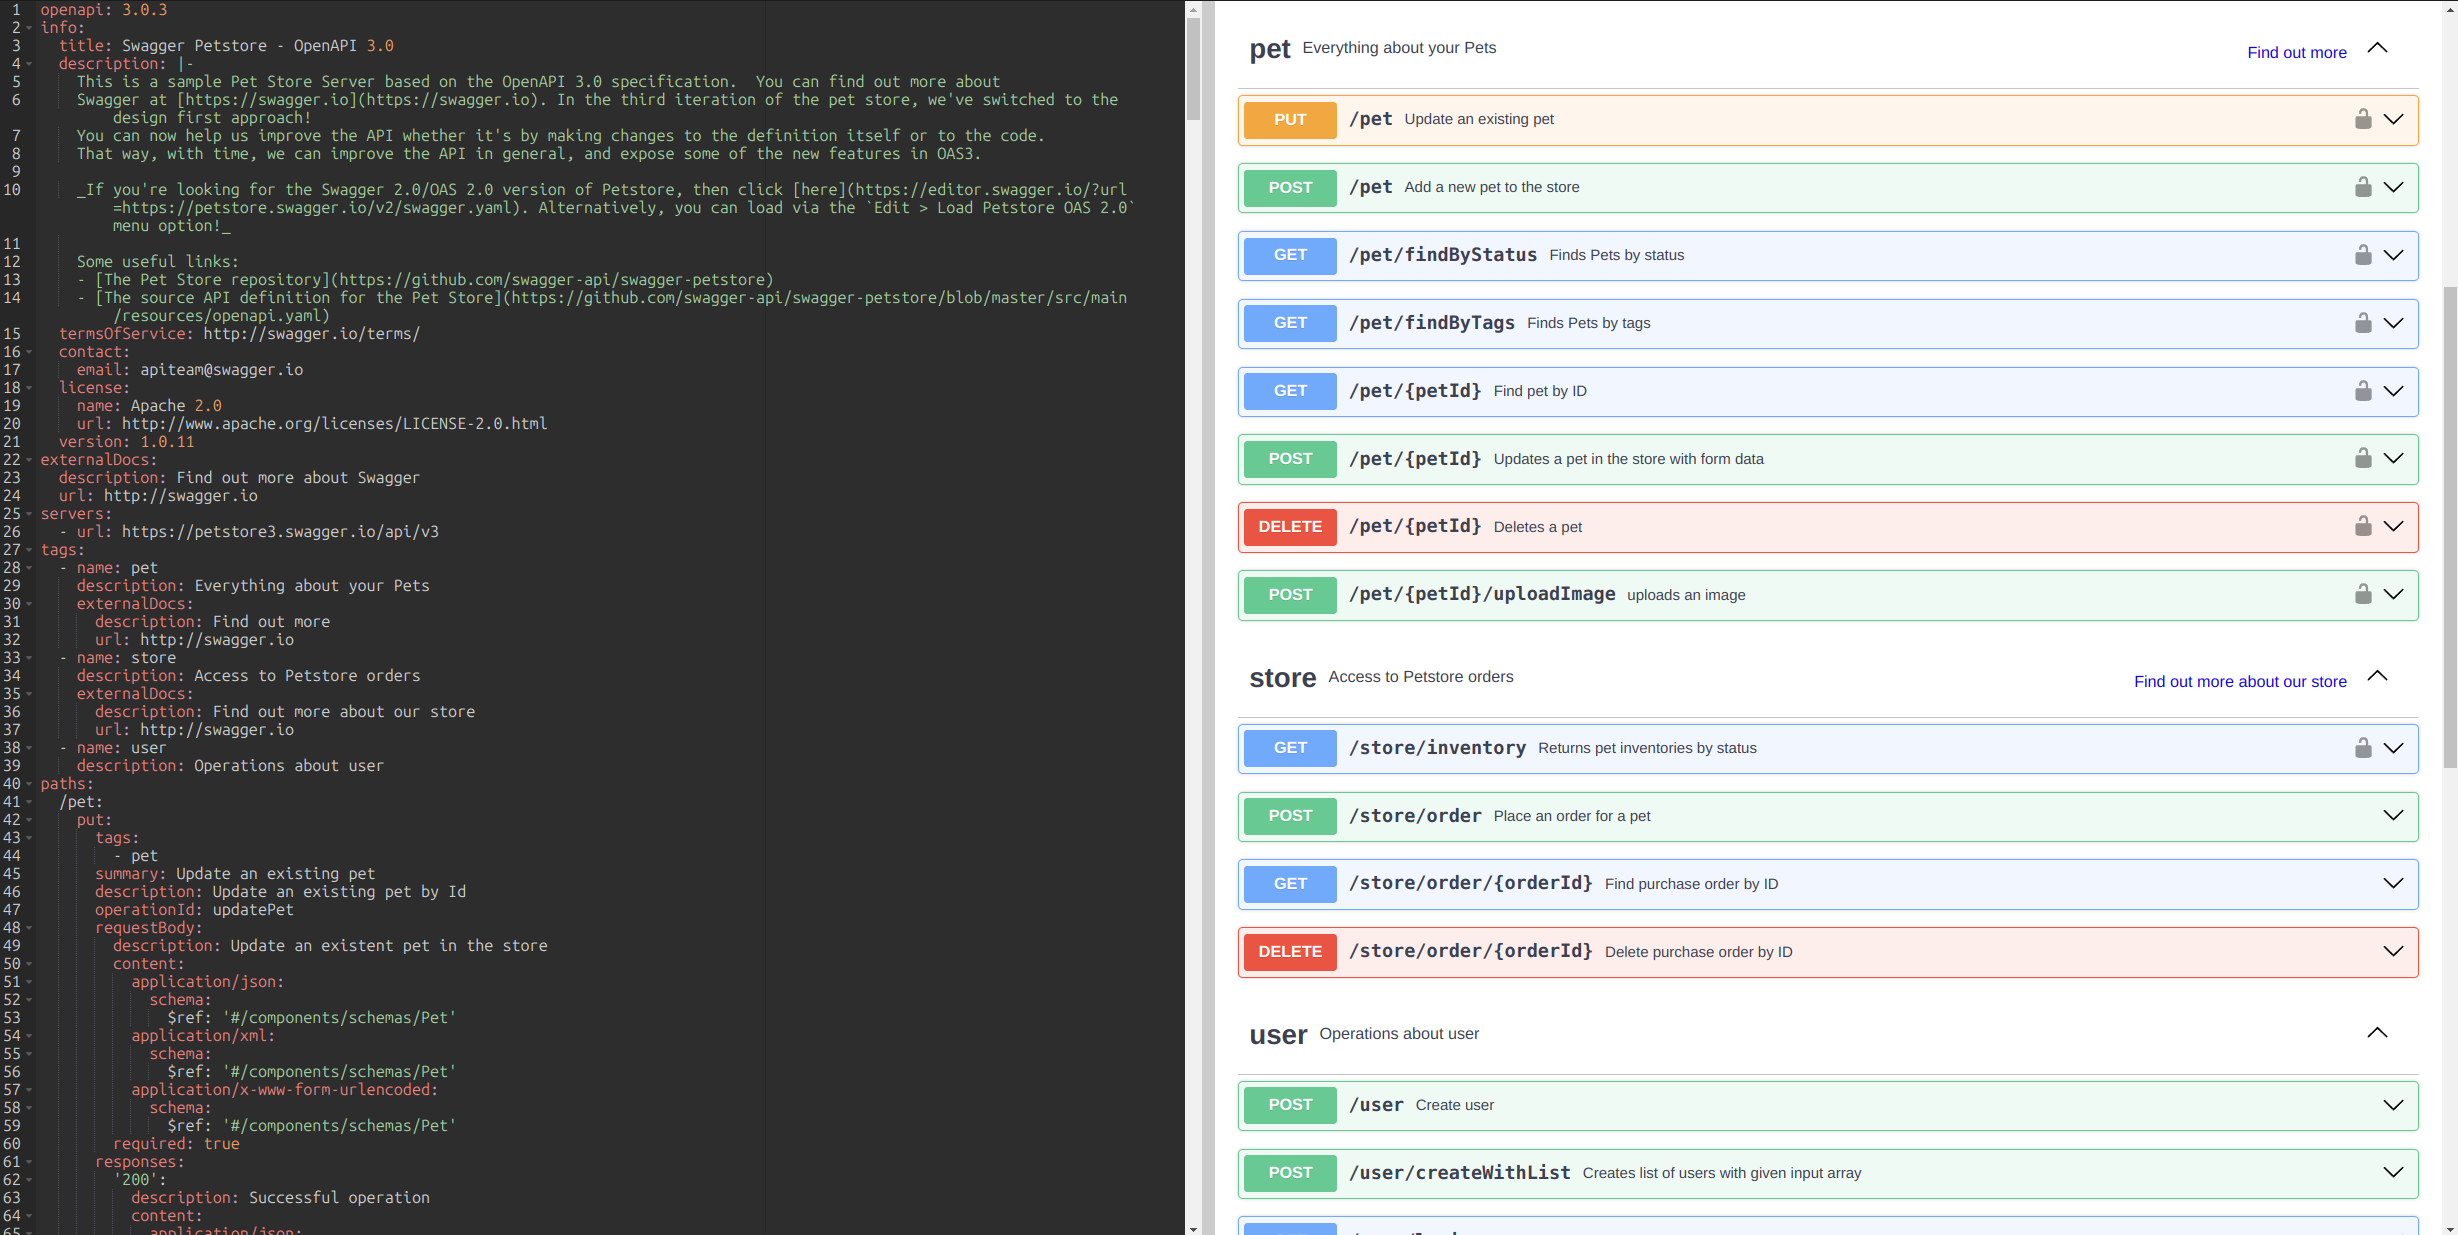 1 openapi: 3.0.3
2 info:
3 title: Swagger Petstore - OpenAPI 3.0
4 description: |-
5 This is a sample Pet Store Server based on the OpenAPI 3.0 specification.  You can find out more about
6 Swagger at [https://swagger.io](https://swagger.io). In the third iteration of the pet store, we've switched to the
design first approach!
7 You can now help us improve the API whether it's by making changes to the definition itself or to the code.
8 That way, with time, we can improve the API in general, and expose some of the new features in OAS3.
9
10 _If you're looking for the Swagger 2.0/OAS 2.0 version of Petstore, then click [here](https://editor.swagger.io/?url
=https://petstore.swagger.io/v2/swagger.yaml). Alternatively, you can load via the `Edit > Load Petstore OAS 2.0`
menu option!_
11
12 Some useful links:
13 - [The Pet Store repository](https://github.com/swagger-api/swagger-petstore)
14 - [The source API definition for the Pet Store](https://github.com/swagger-api/swagger-petstore/blob/master/src/main
/resources/openapi.yaml)
15 termsOfService: http://swagger.io/terms/
16 contact:
17 email: apiteam@swagger.io
18 license:
19 name: Apache 2.0
20 url: http://www.apache.org/licenses/LICENSE-2.0.html
21 version: 1.0.11
22 externalDocs:
23 description: Find out more about Swagger
24 url: http://swagger.io
25 servers:
26 - url: https://petstore3.swagger.io/api/v3
27 tags:
28 - name: pet
29 description: Everything about your Pets
30 externalDocs:
31 description: Find out more
32 url: http://swagger.io
33 - name: store
34 description: Access to Petstore orders
35 externalDocs:
36 description: Find out more about our store
37 url: http://swagger.io
38 - name: user
39 description: Operations about user
40 paths:
41 /pet:
42 put:
43 tags:
44 - pet
45 summary: Update an existing pet
46 description: Update an existing pet by Id
47 operationId: updatePet
48 requestBody:
49 description: Update an existent pet in the store
50 content:
51 application/json:
52 schema:
53 $ref: '#/components/schemas/Pet'
54 application/xml:
55 schema:
56 $ref: '#/components/schemas/Pet'
57 application/x-www-form-urlencoded:
58 schema:
59 $ref: '#/components/schemas/Pet'
60 required: true
61 responses:
62 '200':
63 description: Successful operation
64 content:
65 application/json:
pet Everything about your Pets Find out more
PUT /pet Update an existing pet
POST /pet Add a new pet to the store
GET /pet/findByStatus Finds Pets by status
GET /pet/findByTags Finds Pets by tags
GET /pet/{petId} Find pet by ID
POST /pet/{petId} Updates a pet in the store with form data
DELETE /pet/{petId} Deletes a pet
POST /pet/{petId}/uploadImage uploads an image
store Access to Petstore orders Find out more about our store
GET /store/inventory Returns pet inventories by status
POST /store/order Place an order for a pet
GET /store/order/{orderId} Find purchase order by ID
DELETE /store/order/{orderId} Delete purchase order by ID
user Operations about user
POST /user Create user
POST /user/createWithList Creates list of users with given input array